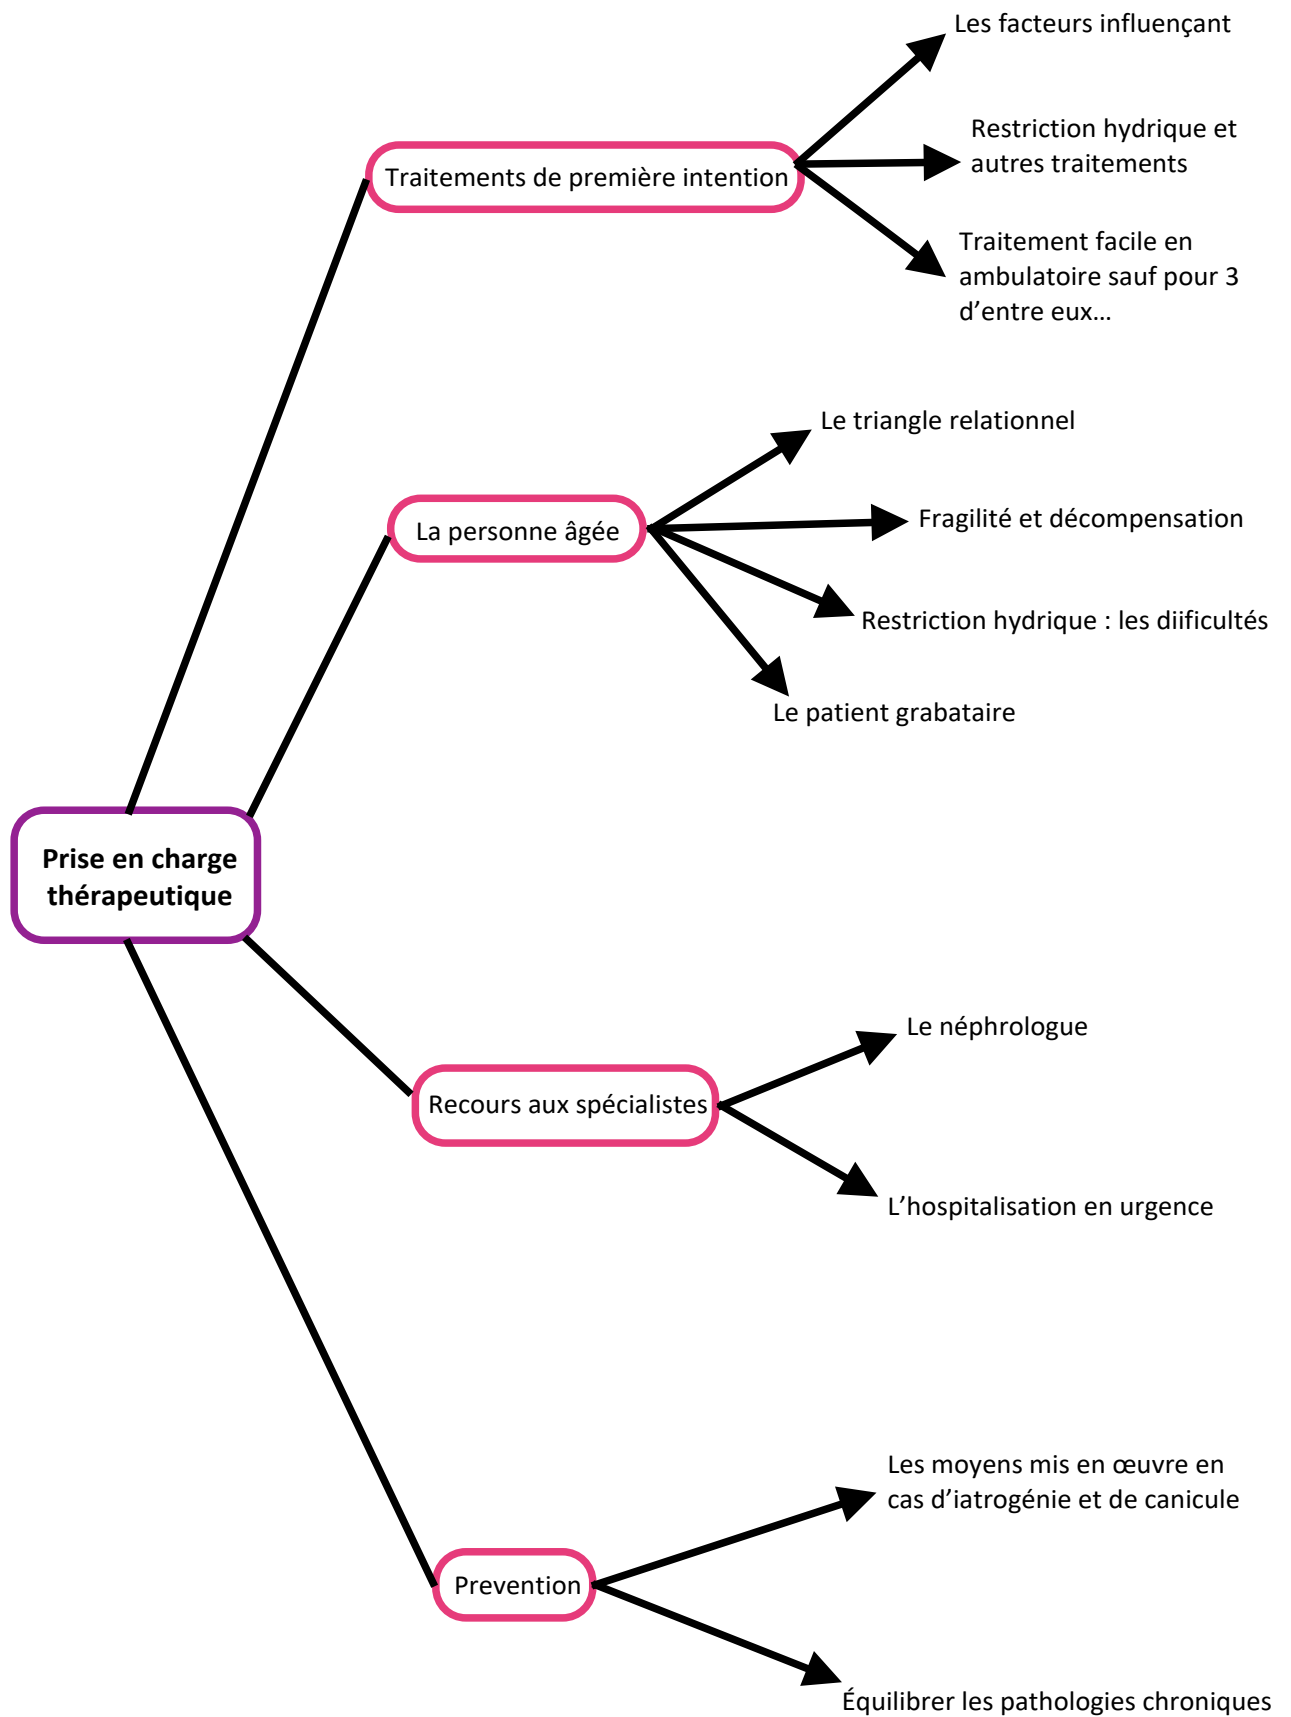 Les facteurs influençant
Restriction hydrique et
autres traitements
Traitements de première intention
Traitement facile en
ambulatoire sauf pour 3
d’entre eux…
Le triangle relationnel
La personne âgée
Fragilité et décompensation
Restriction hydrique : les diificultés
Le patient grabataire
Prise en charge
thérapeutique
Le néphrologue
Recours aux spécialistes
L’hospitalisation en urgence
Les moyens mis en œuvre en
cas d’iatrogénie et de canicule
Prevention
Équilibrer les pathologies chroniques